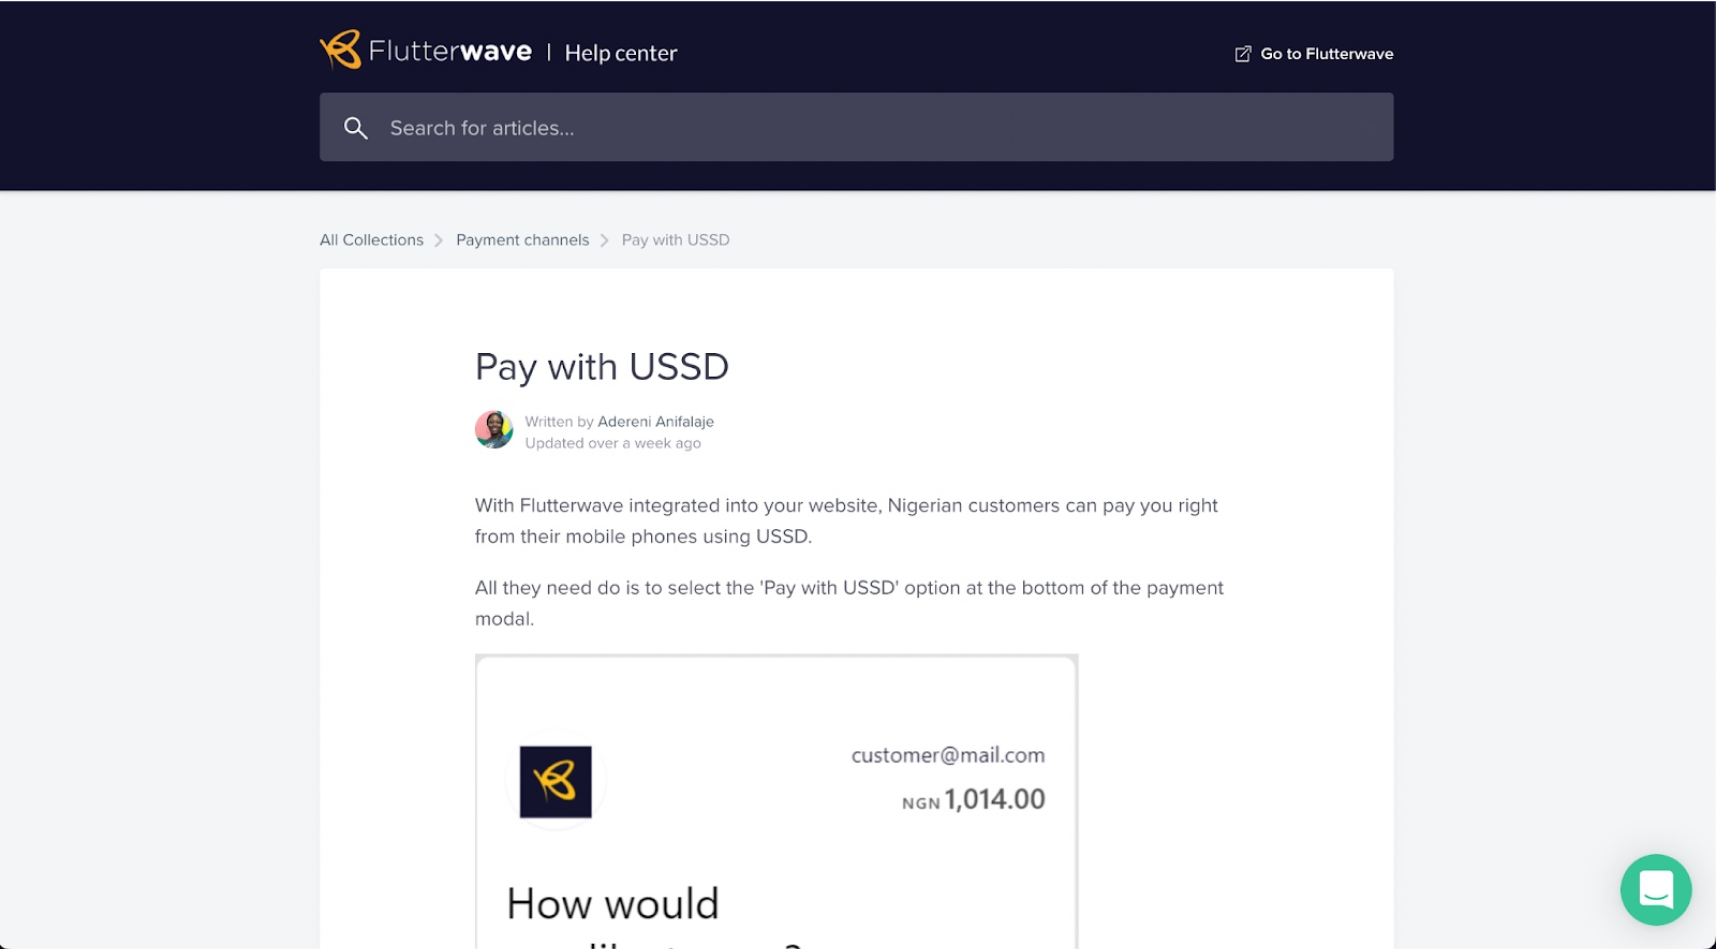 Flutterwave | Help center
Go to Flutterwave
Search for articles...
All Collections > Payment channels > Pay with USSD
Pay with USSD
Written by Adereni Anifalaje
Updated over a week ago
With Flutterwave integrated into your website, Nigerian customers can pay you right
from their mobile phones using USSD.
All they need do is to select the 'Pay with USSD' option at the bottom of the payment
modal.
customer@mail.com
NGN 1,014.00
How would